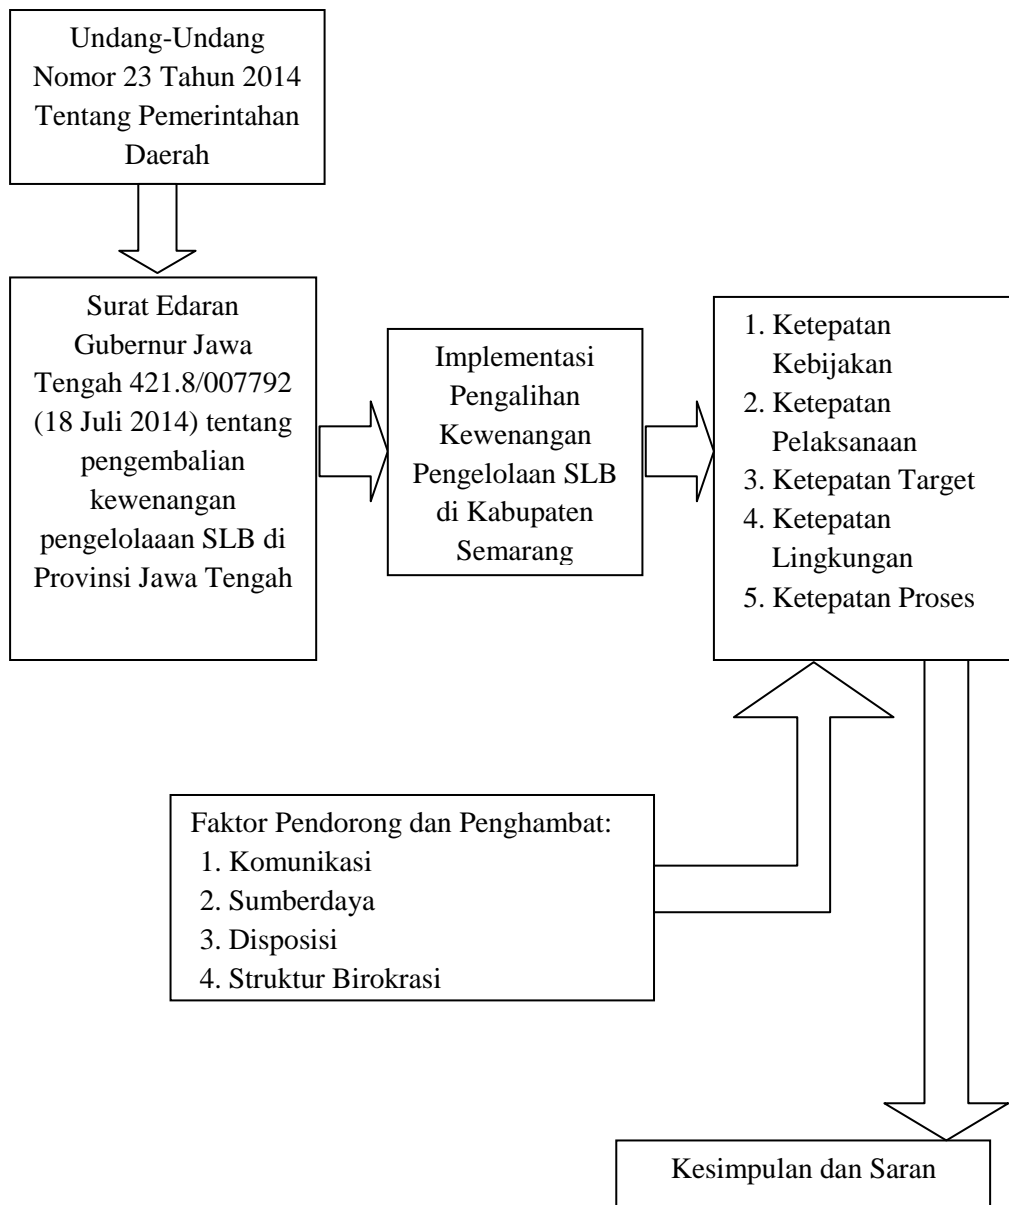 Undang-Undang
Nomor 23 Tahun 2014
Tentang Pemerintahan
Daerah
Surat Edaran
Gubernur Jawa
Tengah 421.8/007792
(18 Juli 2014) tentang
pengembalian
kewenangan
pengelolaaan SLB di
Provinsi Jawa Tengah
Implementasi
Pengalihan
Kewenangan
Pengelolaan SLB
di Kabupaten
Semarang
1. Ketepatan
Kebijakan
2. Ketepatan
Pelaksanaan
3. Ketepatan Target
4. Ketepatan
Lingkungan
5. Ketepatan Proses
Faktor Pendorong dan Penghambat:
1. Komunikasi
2. Sumberdaya
3. Disposisi
4. Struktur Birokrasi
Kesimpulan dan Saran